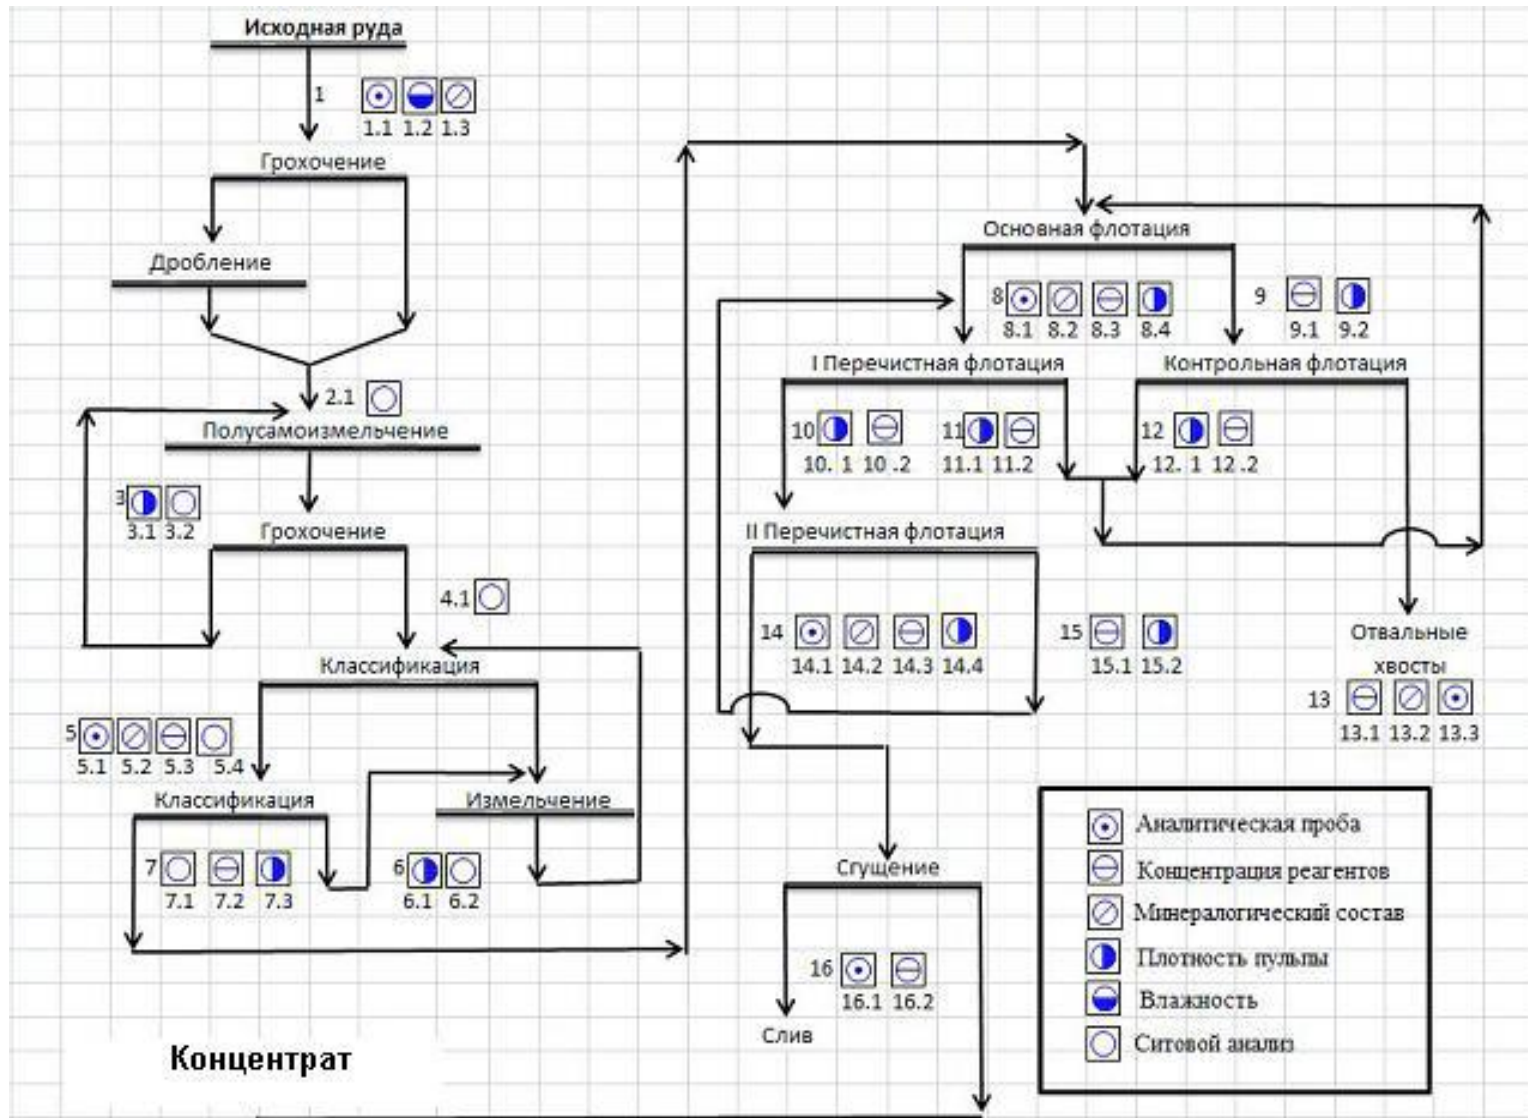 Исходная руда
1
1.1 1.2 1.3
Грохочение
Дробление
2.1
Полусамоизмельчение
3
3.1 3.2
Грохочение
4.1
Классификация
5
5.1 5.2 5.3 5.4
Классификация
Измельчение
7
7.1 7.2 7.3
6
6.1 6.2
Концентрат
Основная флотация
8
8.1 8.2 8.3 8.4
9
9.1 9.2
I Перечистная флотация
Контрольная флотация
10
10. 1 10 .2
11
11.1 11.2
12
12. 1 12 .2
II Перечистная флотация
14
14.1 14.2 14.3 14.4
15
15.1 15.2
Отвальные
хвосты
13
13.1 13.2 13.3
Сгущение
16
16.1 16.2
Слив
Аналитическая проба
Концентрация реагентов
Минералогический состав
Плотность пульпы
Влажность
Ситовой анализ